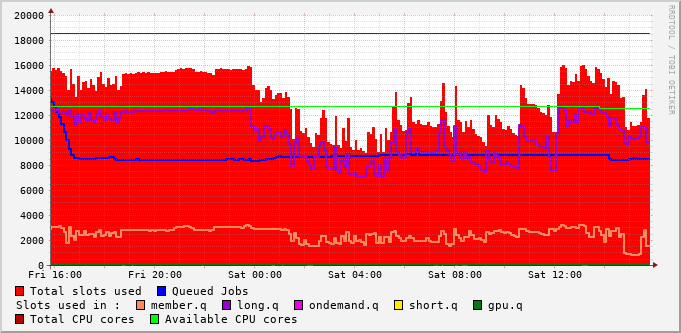 20000
18000
16000
14000
12000
10000
8000
6000
4000
2000
0
Fri 16:00 Fri 20:00 Sat 00:00 Sat 04:00 Sat 08:00 Sat 12:00
RRDTOOL / TOBI OETIKER
Total slots used Queued Jobs
Slots used in : member.q long.q ondemand.q short.q gpu.q
Total CPU cores Available CPU cores